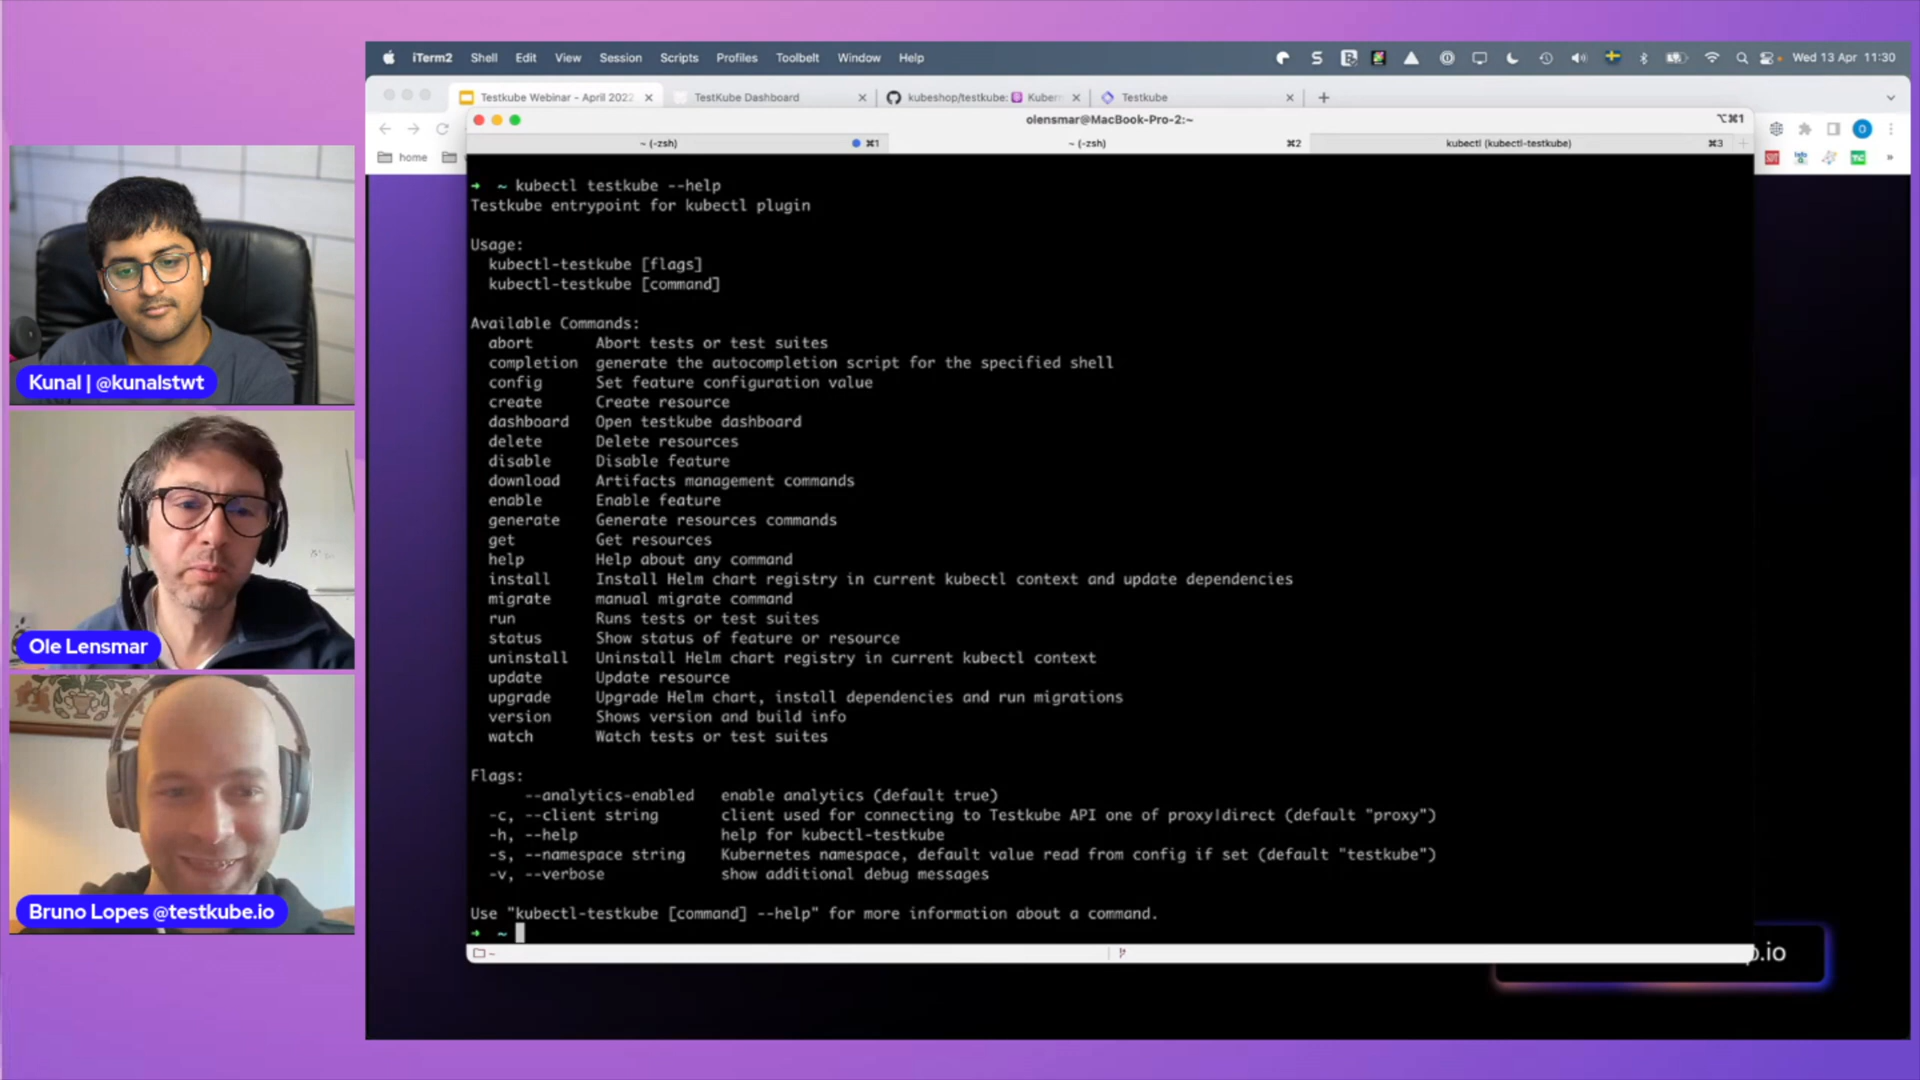 iTerm2 Shell Edit View Session Scripts Profiles Toolbelt Window Help Wed 13 Apr 11:30
Testkube Webinar - April 2022 TestKube Dashboard kubeshop/testkube: Kubern Testkube
olensmar@MacBook-Pro-2:~ ⌥⌘1
~ (-zsh) ⌘1 ~ (-zsh) ⌘2 kubectl (kubectl-testkube) ⌘3
home
➜ ~ kubectl testkube --help
Testkube entrypoint for kubectl plugin
Usage:
kubectl-testkube [flags]
kubectl-testkube [command]
Available Commands:
abort Abort tests or test suites
completion generate the autocompletion script for the specified shell
config Set feature configuration value
create Create resource
dashboard Open testkube dashboard
delete Delete resources
disable Disable feature
download Artifacts management commands
enable Enable feature
generate Generate resources commands
get Get resources
help Help about any command
install Install Helm chart registry in current kubectl context and update dependencies
migrate manual migrate command
run Runs tests or test suites
status Show status of feature or resource
uninstall Uninstall Helm chart registry in current kubectl context
update Update resource
upgrade Upgrade Helm chart, install dependencies and run migrations
version Shows version and build info
watch Watch tests or test suites
Flags:
--analytics-enabled enable analytics (default true)
-c, --client string client used for connecting to Testkube API one of proxy|direct (default "proxy")
-h, --help help for kubectl-testkube
-s, --namespace string Kubernetes namespace, default value read from config if set (default "testkube")
-v, --verbose show additional debug messages
Use "kubectl-testkube [command] --help" for more information about a command.
➜ ~
~
.io
Kunal | @kunalstwt
Ole Lensmar
Bruno Lopes @testkube.io